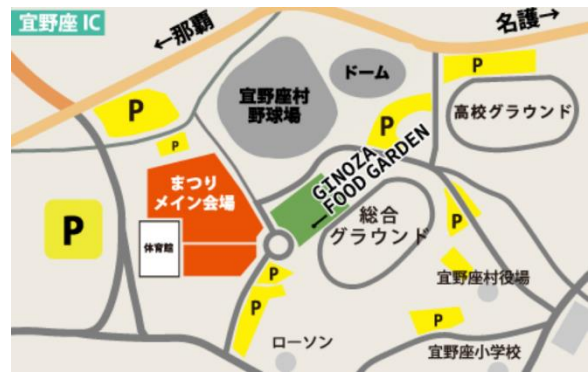 宜野座 IC
←那覇
名護→
P
ドーム
宜野座村
野球場
P
高校グラウンド
P
P
GINOZA
←FOOD GARDEN
まつり
メイン会場
P
総合
グラウンド
P
体育館
P
宜野座村役場
P
P
ローソン
宜野座小学校